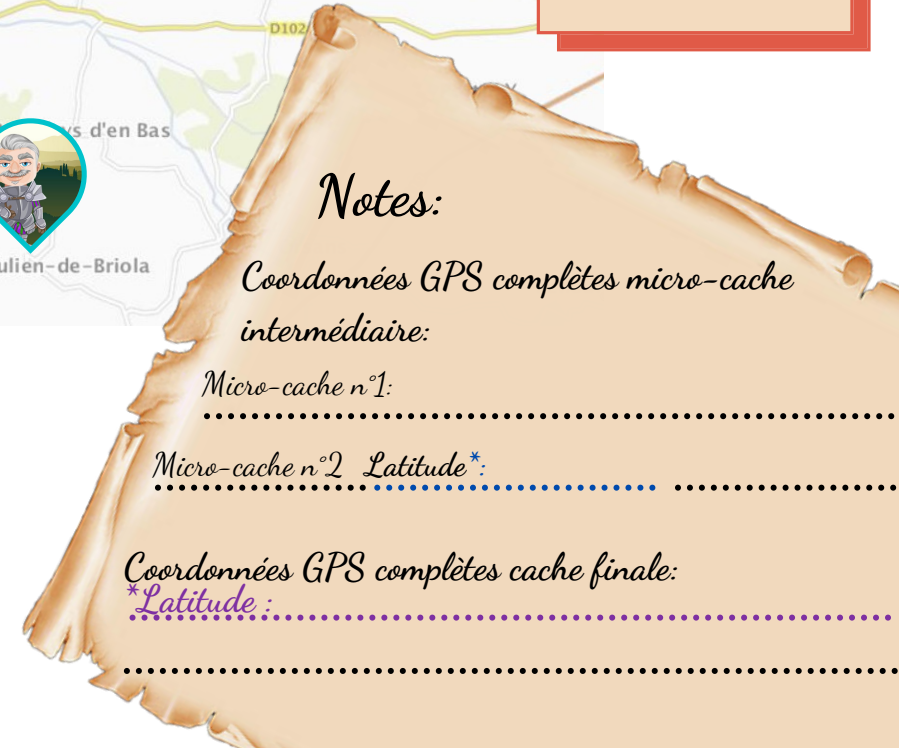 D102
d'en Bas
ulien-de-Briola
Notes:
Coordonnées GPS complètes micro-cache
intermédiaire:
Micro-cache n°1:
Micro-cache n°2 Latitude*:
Coordonnées GPS complètes cache finale:
*Latitude :